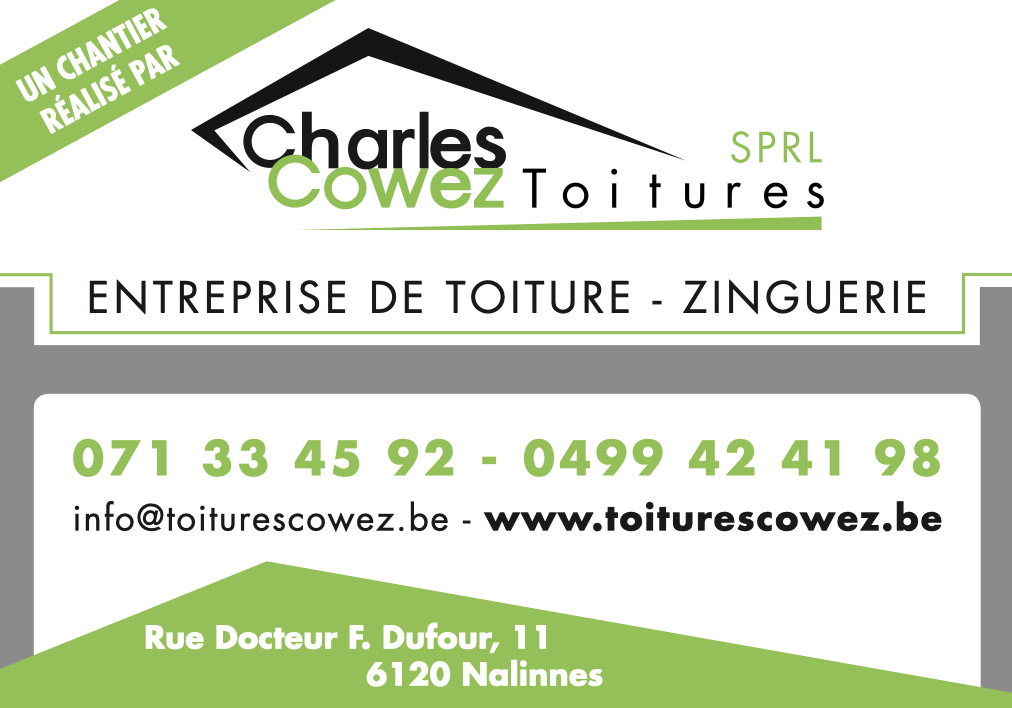 UN CHANTIER
RÉALISÉ PAR
Charles
Cowez Toitures
SPRL
ENTREPRISE DE TOITURE - ZINGUERIE
071 33 45 92 - 0499 42 41 98
info@toiturescowez.be - www.toiturescowez.be
Rue Docteur F. Dufour, 11
6120 Nalinnes